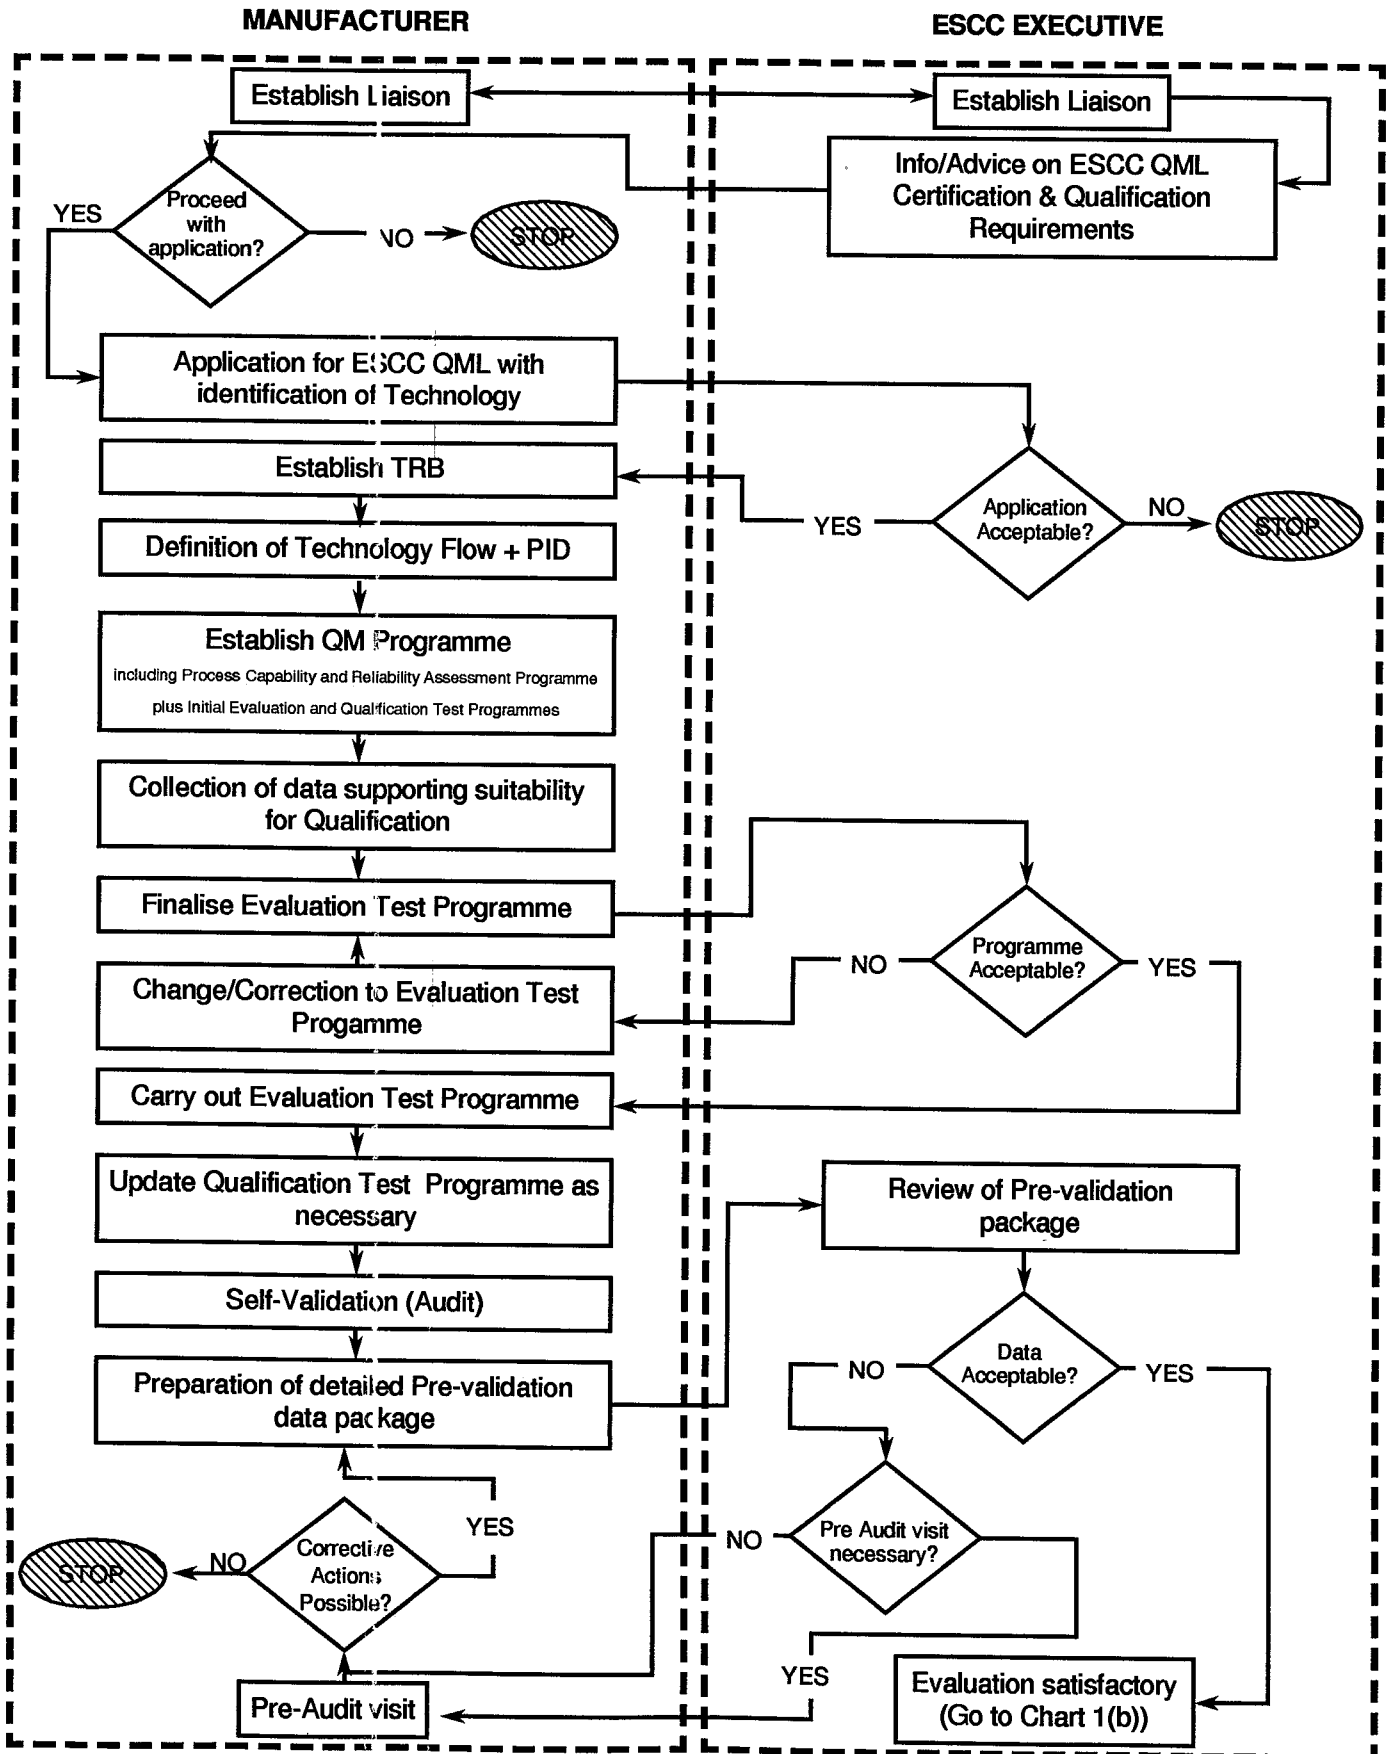 MANUFACTURER
ESCC EXECUTIVE
Establish Liaison
Establish Liaison
Info/Advice on ESCC QML
Certification & Qualification
Requirements
Proceed
with
application?
YES
NO
STOP
Application for ESCC QML with
identification of Technology
Establish TRB
Application
Acceptable?
YES
NO
STOP
Definition of Technology Flow + PID
Establish QM Programme
including Process Capability and Reliability Assessment Programme
plus Initial Evaluation and Qualification Test Programmes
Collection of data supporting suitability
for Qualification
Finalise Evaluation Test Programme
Programme
Acceptable?
NO
YES
Change/Correction to Evaluation Test
Progamme
Carry out Evaluation Test Programme
Update Qualification Test Programme as
necessary
Review of Pre-validation
package
Self-Validation (Audit)
Data
Acceptable?
NO
YES
Preparation of detailed Pre-validation
data package
Pre Audit visit
necessary?
NO
YES
Corrective
Actions
Possible?
YES
NO
STOP
Pre-Audit visit
Evaluation satisfactory
(Go to Chart 1(b))